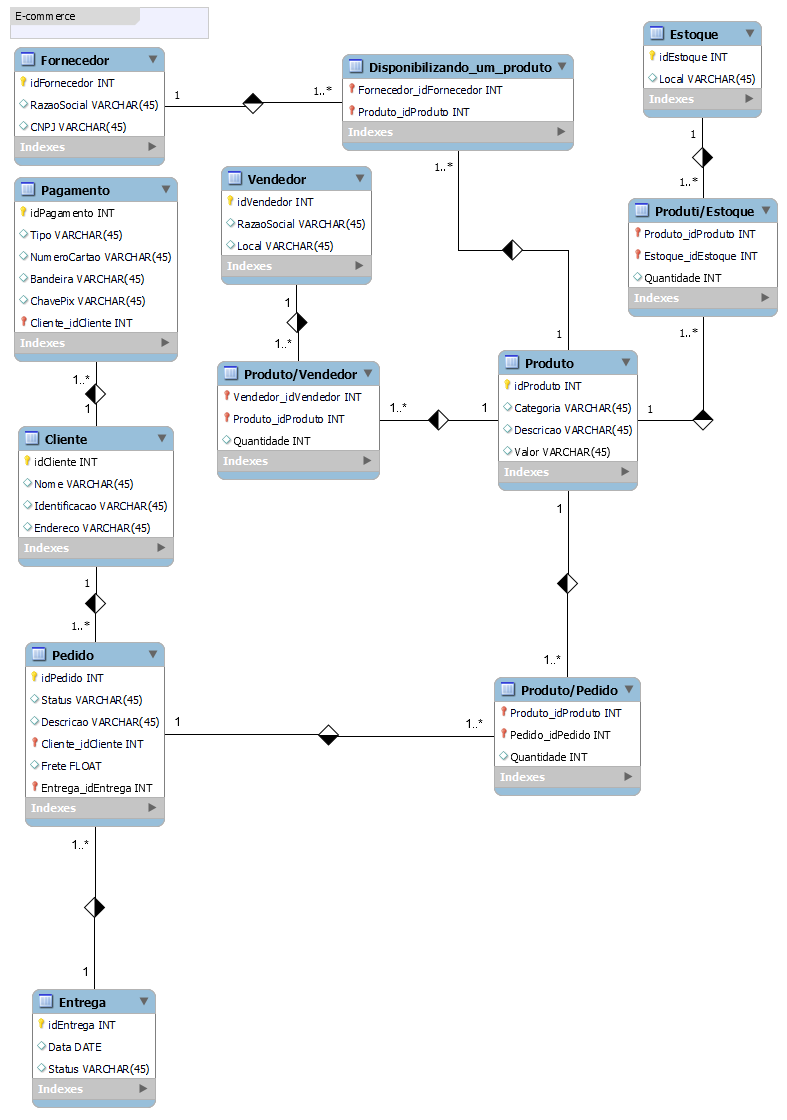 E-commerce
Fornecedor
idFornecedor INT
RazaoSocial VARCHAR(45)
CNPJ VARCHAR(45)
Indexes
1
1..*
Disponibilizando_um_produto
Fornecedor_idFornecedor INT
Produto_idProduto INT
Indexes
1..*
1
Estoque
idEstoque INT
Local VARCHAR(45)
Indexes
1
1..*
Produti/Estoque
Produto_idProduto INT
Estoque_idEstoque INT
Quantidade INT
Indexes
1..*
1
Pagamento
idPagamento INT
Tipo VARCHAR(45)
NumeroCartao VARCHAR(45)
Bandeira VARCHAR(45)
ChavePix VARCHAR(45)
Cliente_idCliente INT
Indexes
1..*
1
Vendedor
idVendedor INT
RazaoSocial VARCHAR(45)
Local VARCHAR(45)
Indexes
1
1..*
Produto/Vendedor
Vendedor_idVendedor INT
Produto_idProduto INT
Quantidade INT
Indexes
1..*
1
Produto
idProduto INT
Categoria VARCHAR(45)
Descricao VARCHAR(45)
Valor VARCHAR(45)
Indexes
1
1..*
Cliente
idCliente INT
Nome VARCHAR(45)
Identificacao VARCHAR(45)
Endereco VARCHAR(45)
Indexes
1
1..*
Pedido
idPedido INT
Status VARCHAR(45)
Descricao VARCHAR(45)
Cliente_idCliente INT
Frete FLOAT
Entrega_idEntrega INT
Indexes
1
1..*
Produto/Pedido
Produto_idProduto INT
Pedido_idPedido INT
Quantidade INT
Indexes
1..*
1
Entrega
idEntrega INT
Data DATE
Status VARCHAR(45)
Indexes